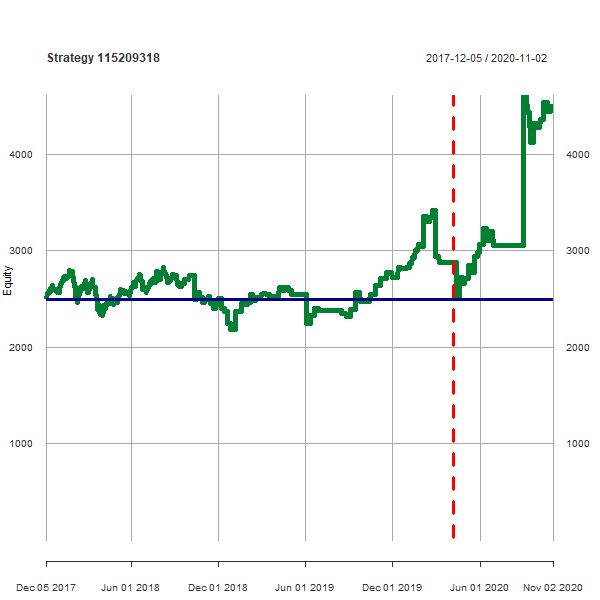 Strategy 115209318
2017-12-05 / 2020-11-02
4000
4000
3000
3000
Equity
2000
2000
1000
1000
Dec 05 2017
Jun 01 2018
Dec 01 2018
Jun 01 2019
Dec 01 2019
Jun 01 2020
Nov 02 2020